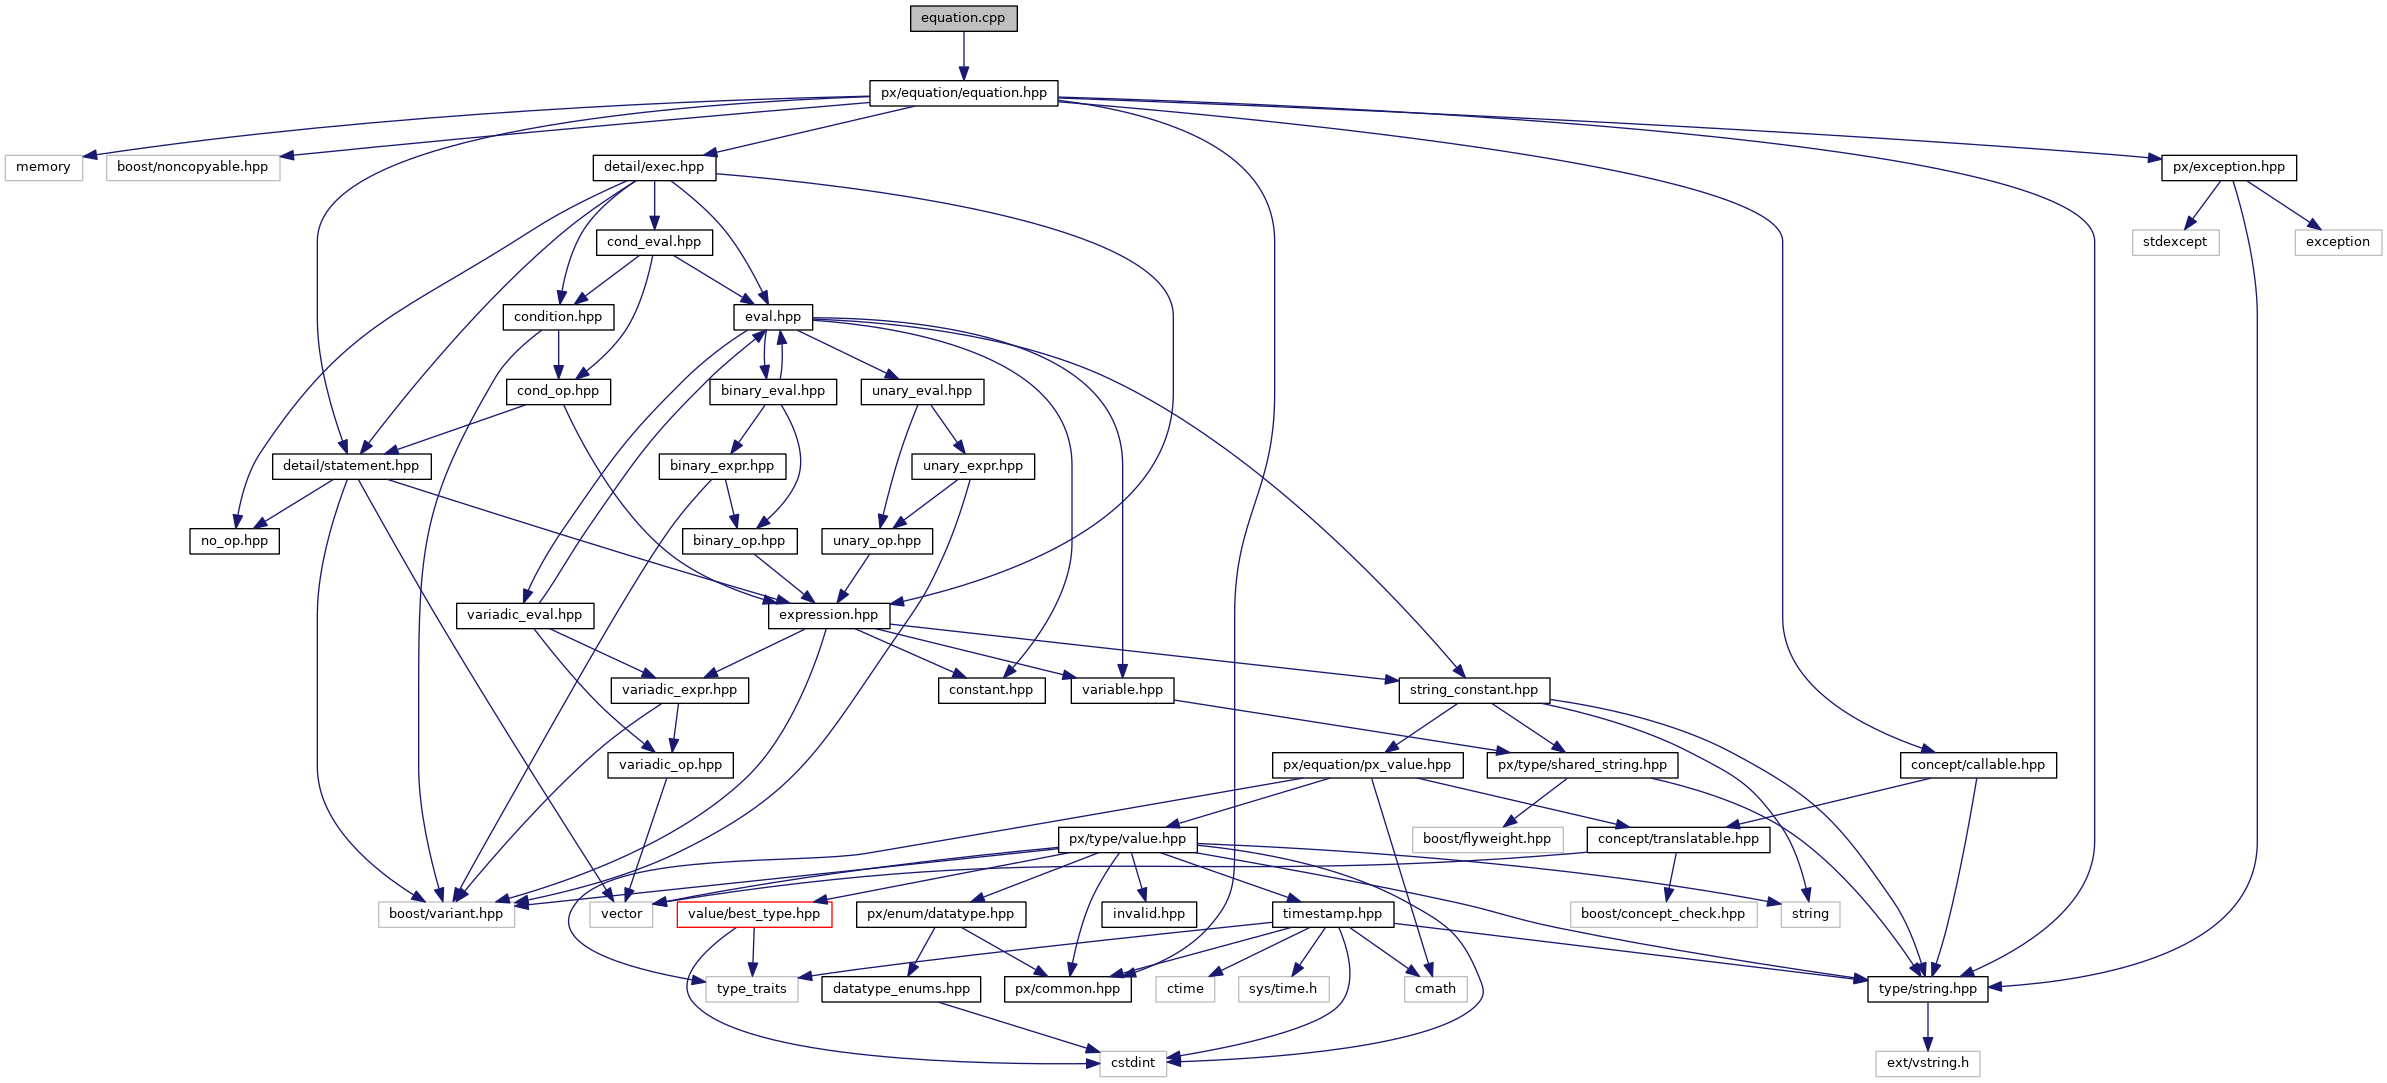 equation.cpp
px/equation/equation.hpp
memory
boost/noncopyable.hpp
detail/exec.hpp
px/exception.hpp
cond_eval.hpp
stdexcept
exception
condition.hpp
eval.hpp
cond_op.hpp
binary_eval.hpp
unary_eval.hpp
detail/statement.hpp
binary_expr.hpp
unary_expr.hpp
no_op.hpp
binary_op.hpp
unary_op.hpp
variadic_eval.hpp
expression.hpp
variadic_expr.hpp
constant.hpp
variable.hpp
string_constant.hpp
variadic_op.hpp
px/equation/px_value.hpp
px/type/shared_string.hpp
concept/callable.hpp
px/type/value.hpp
boost/flyweight.hpp
concept/translatable.hpp
boost/variant.hpp
vector
value/best_type.hpp
px/enum/datatype.hpp
invalid.hpp
timestamp.hpp
boost/concept_check.hpp
string
type_traits
datatype_enums.hpp
px/common.hpp
ctime
sys/time.h
cmath
type/string.hpp
cstdint
ext/vstring.h